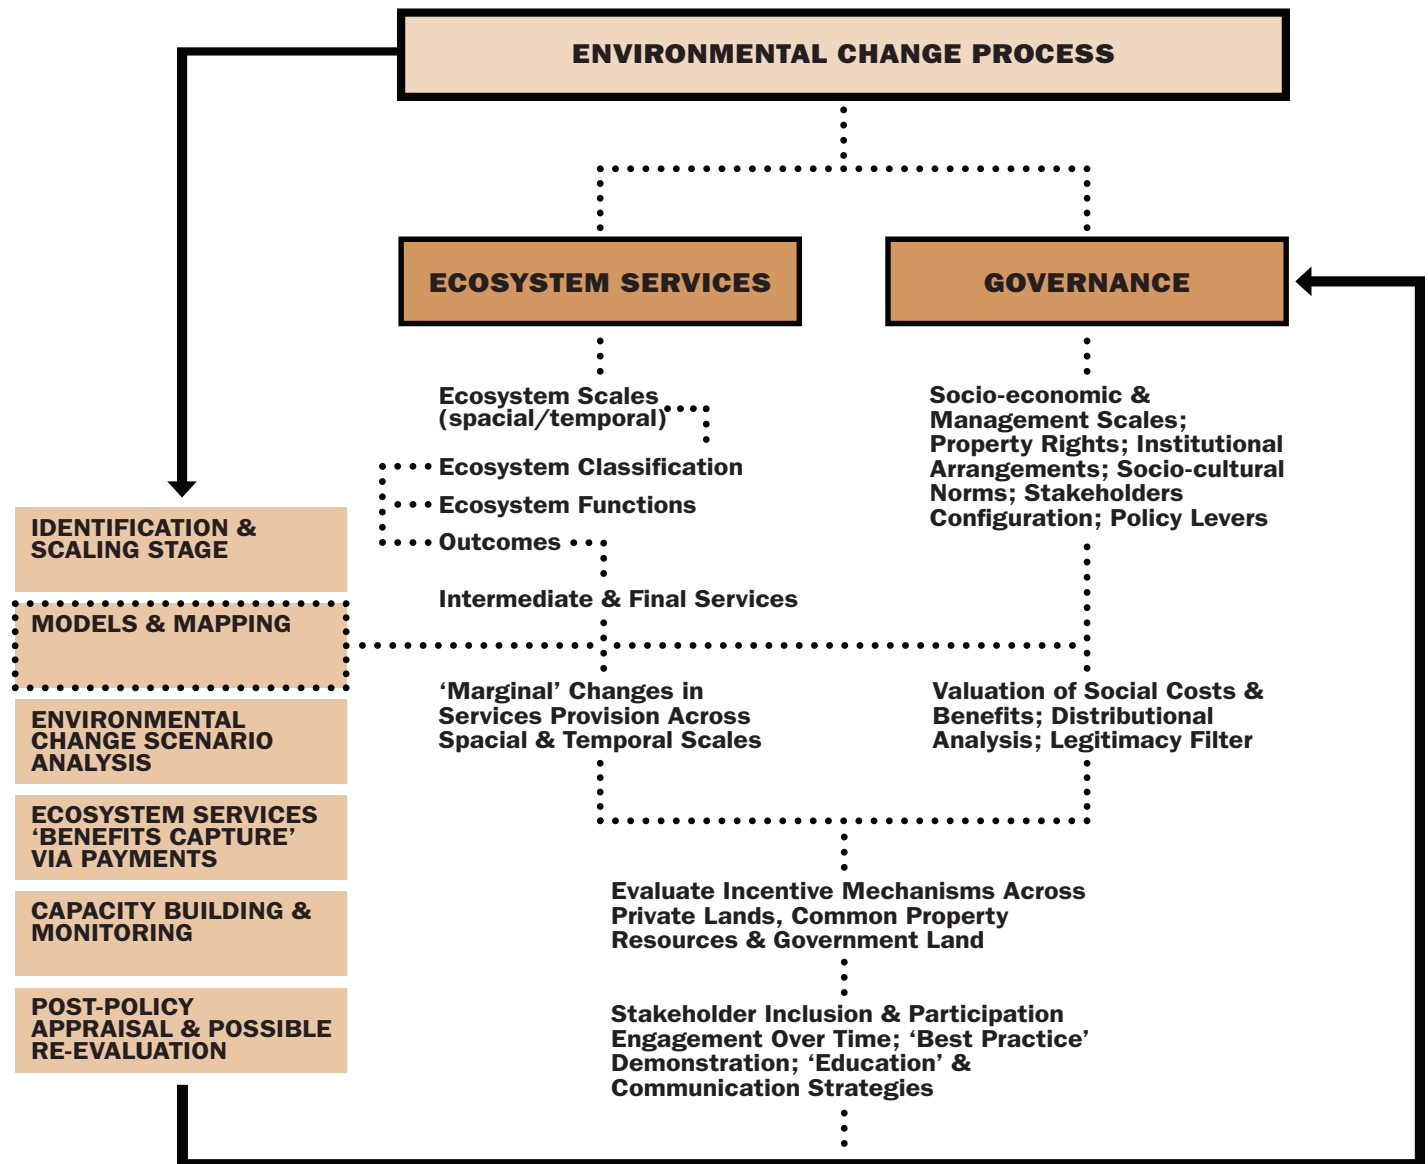 ENVIRONMENTAL CHANGE PROCESS
ECOSYSTEM SERVICES
GOVERNANCE
Ecosystem Scales
(spacial/temporal)
Ecosystem Classification
Ecosystem Functions
Outcomes
Intermediate & Final Services
Socio-economic &
Management Scales;
Property Rights; Institutional
Arrangements; Socio-cultural
Norms; Stakeholders
Configuration; Policy Levers
IDENTIFICATION &
SCALING STAGE
MODELS & MAPPING
ENVIRONMENTAL
CHANGE SCENARIO
ANALYSIS
ECOSYSTEM SERVICES
‘BENEFITS CAPTURE’
VIA PAYMENTS
CAPACITY BUILDING &
MONITORING
POST-POLICY
APPRAISAL & POSSIBLE
RE-EVALUATION
‘Marginal’ Changes in
Services Provision Across
Spacial & Temporal Scales
Valuation of Social Costs &
Benefits; Distributional
Analysis; Legitimacy Filter
Evaluate Incentive Mechanisms Across
Private Lands, Common Property
Resources & Government Land
Stakeholder Inclusion & Participation
Engagement Over Time; ‘Best Practice’
Demonstration; ‘Education’ &
Communication Strategies